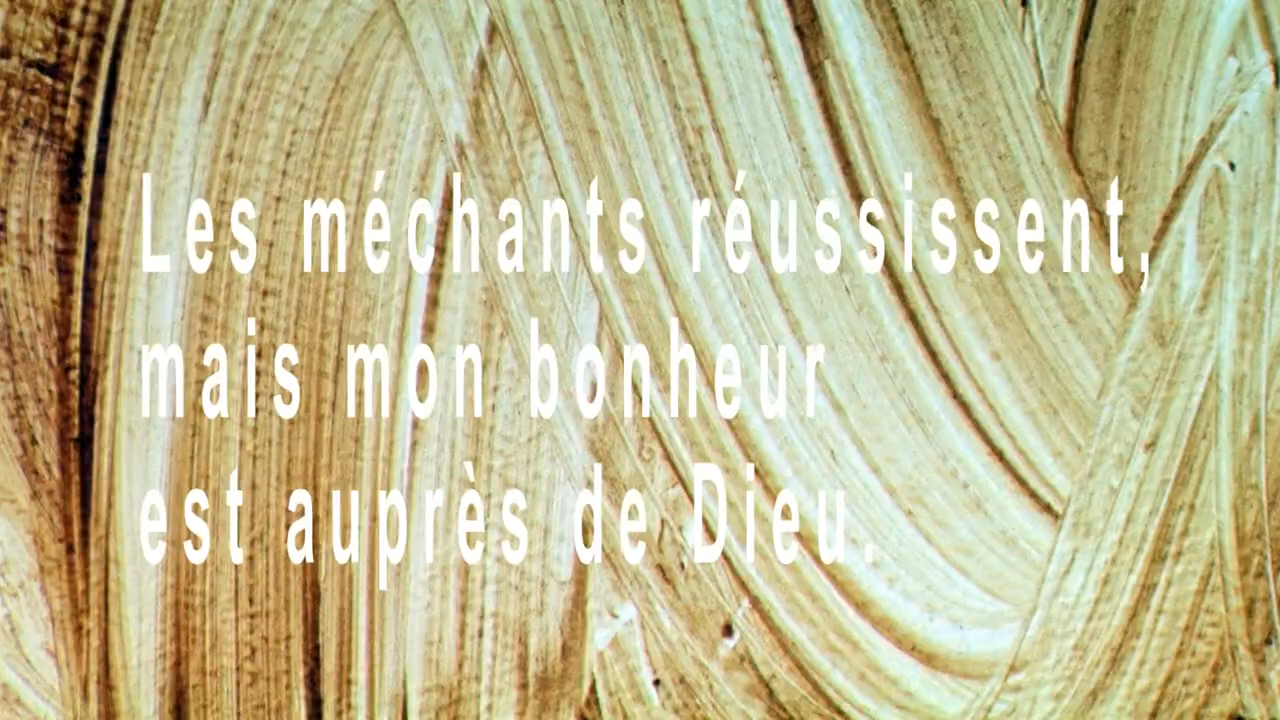 Les méchants réussissent,
mais mon bonheur
est auprès de Dieu.